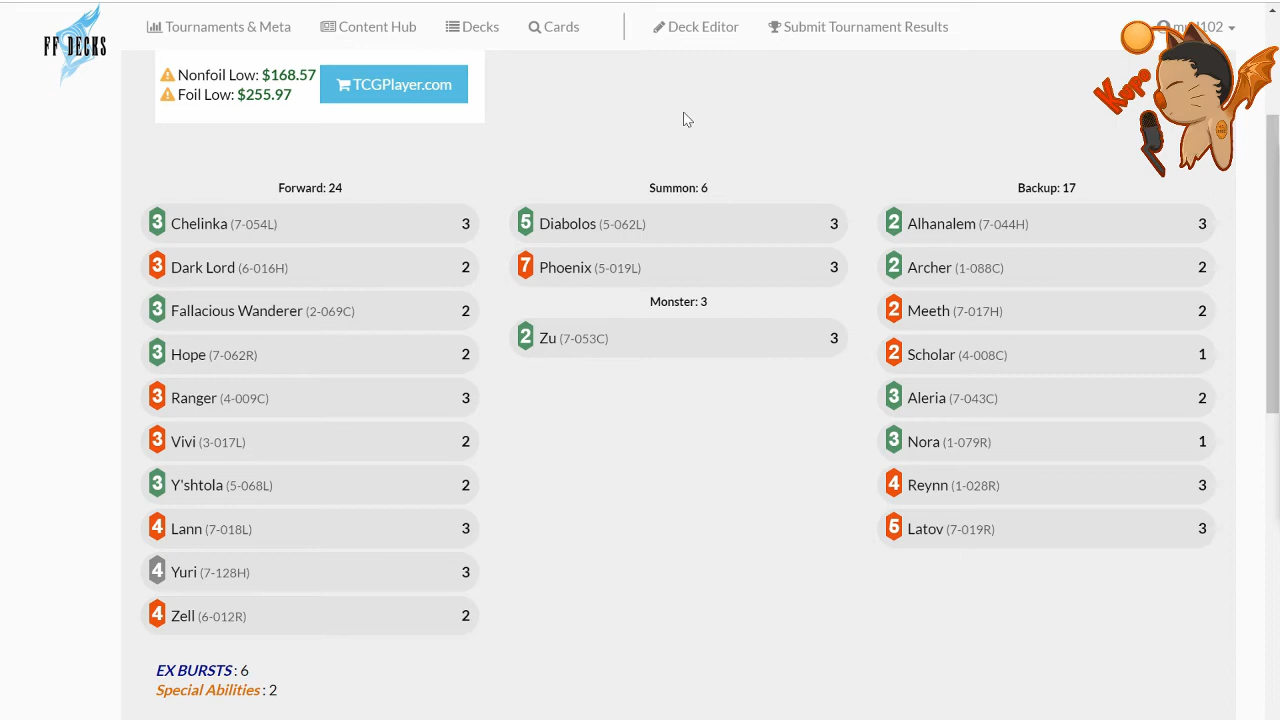 FF DECKS
Tournaments & Meta
Content Hub
Decks
Cards
Deck Editor
Submit Tournament Results
Kupo
Nonfoil Low: $168.57
Foil Low: $255.97
TCGPlayer.com
Forward: 24
3 Chelinka (7-054L) 3
3 Dark Lord (6-016H) 2
3 Fallacious Wanderer (2-069C) 2
3 Hope (7-062R) 2
3 Ranger (4-009C) 3
3 Vivi (3-017L) 2
3 Y'shtola (5-068L) 2
4 Lann (7-018L) 3
4 Yuri (7-128H) 3
4 Zell (6-012R) 2
Summon: 6
5 Diabolos (5-062L) 3
7 Phoenix (5-019L) 3
Monster: 3
2 Zu (7-053C) 3
Backup: 17
2 Alhanalem (7-044H) 3
2 Archer (1-088C) 2
2 Meeth (7-017H) 2
2 Scholar (4-008C) 1
3 Aleria (7-043C) 2
3 Nora (1-079R) 1
4 Reynn (1-028R) 3
6 Latov (7-019R) 3
EX BURSTS : 6
Special Abilities : 2